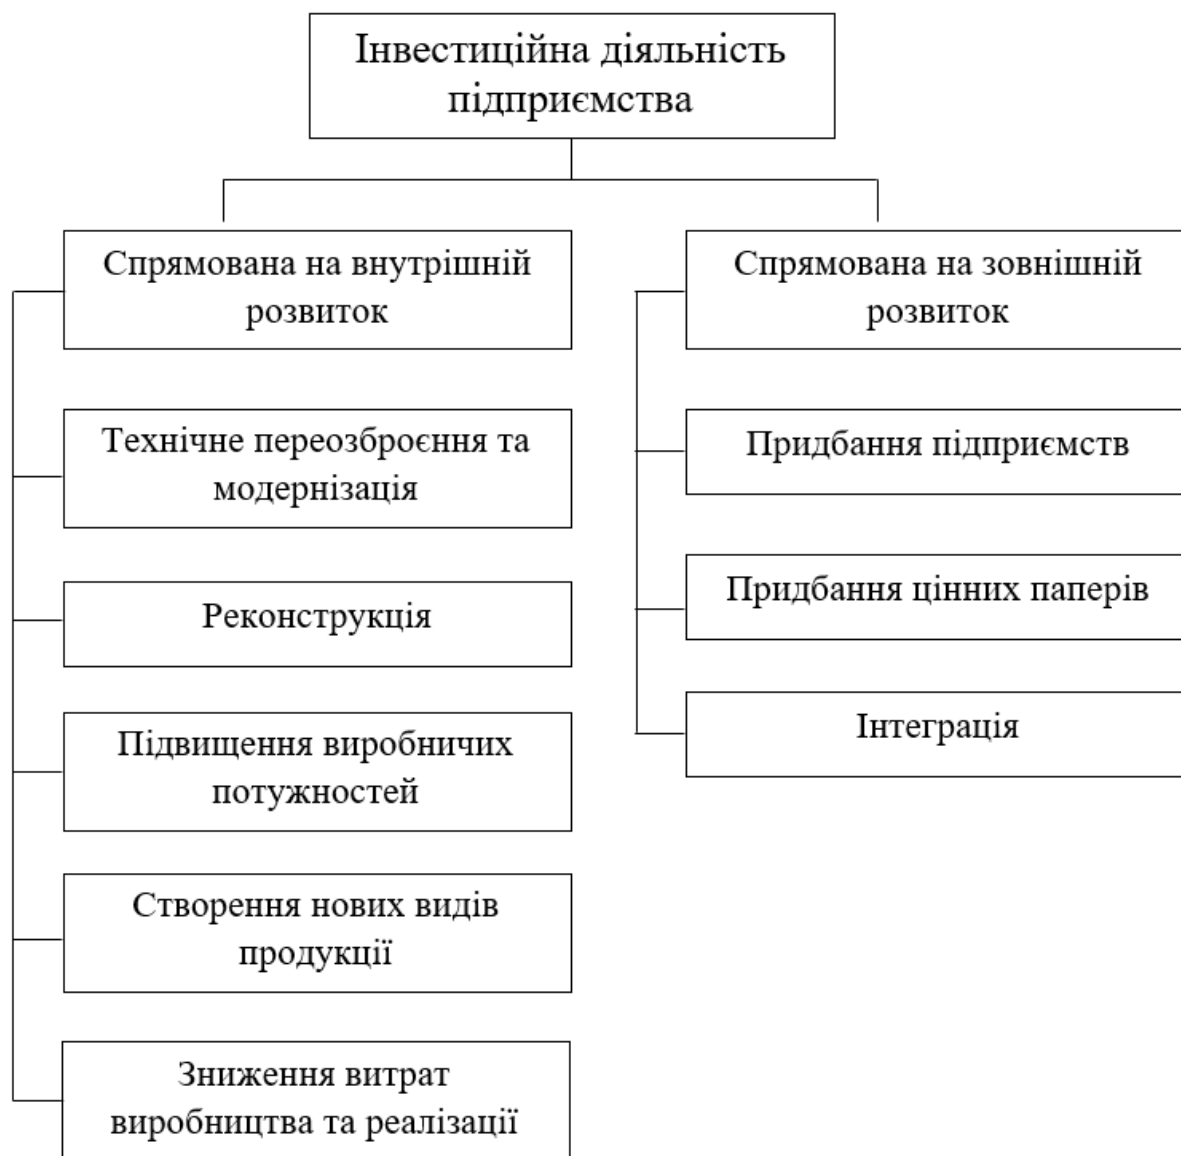 Інвестиційна діяльність
підприємства
Спрямована на внутрішній
розвиток
Технічне переозброєння та
модернізація
Реконструкція
Підвищення виробничих
потужностей
Створення нових видів
продукції
Зниження витрат
виробництва та реалізації
Спрямована на зовнішній
розвиток
Придбання підприємств
Придбання цінних паперів
Інтеграція